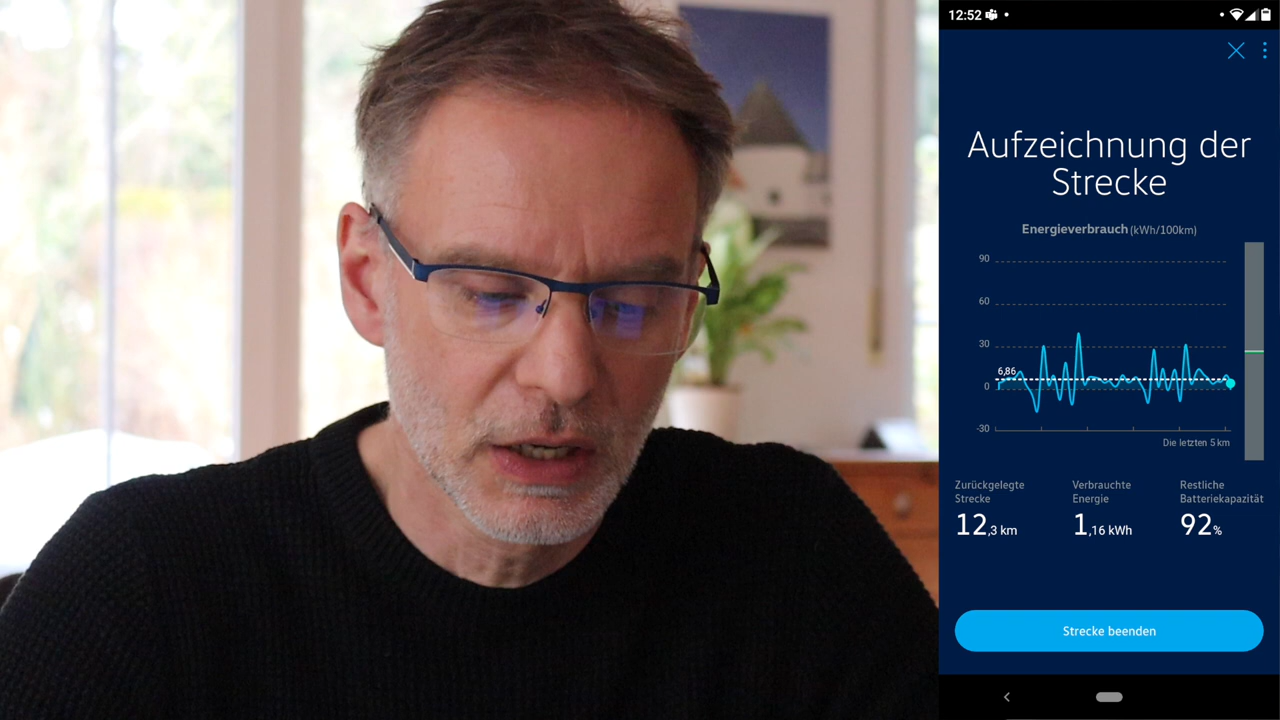 12:52
Aufzeichnung der
Strecke
Energieverbrauch (kWh/100km)
90
60
30
6,86
0
-30
Die letzten 5 km
Zurückgelegte
Strecke
12,3 km
Verbrauchte
Energie
1,16 kWh
Restliche
Batteriekapazität
92%
Strecke beenden